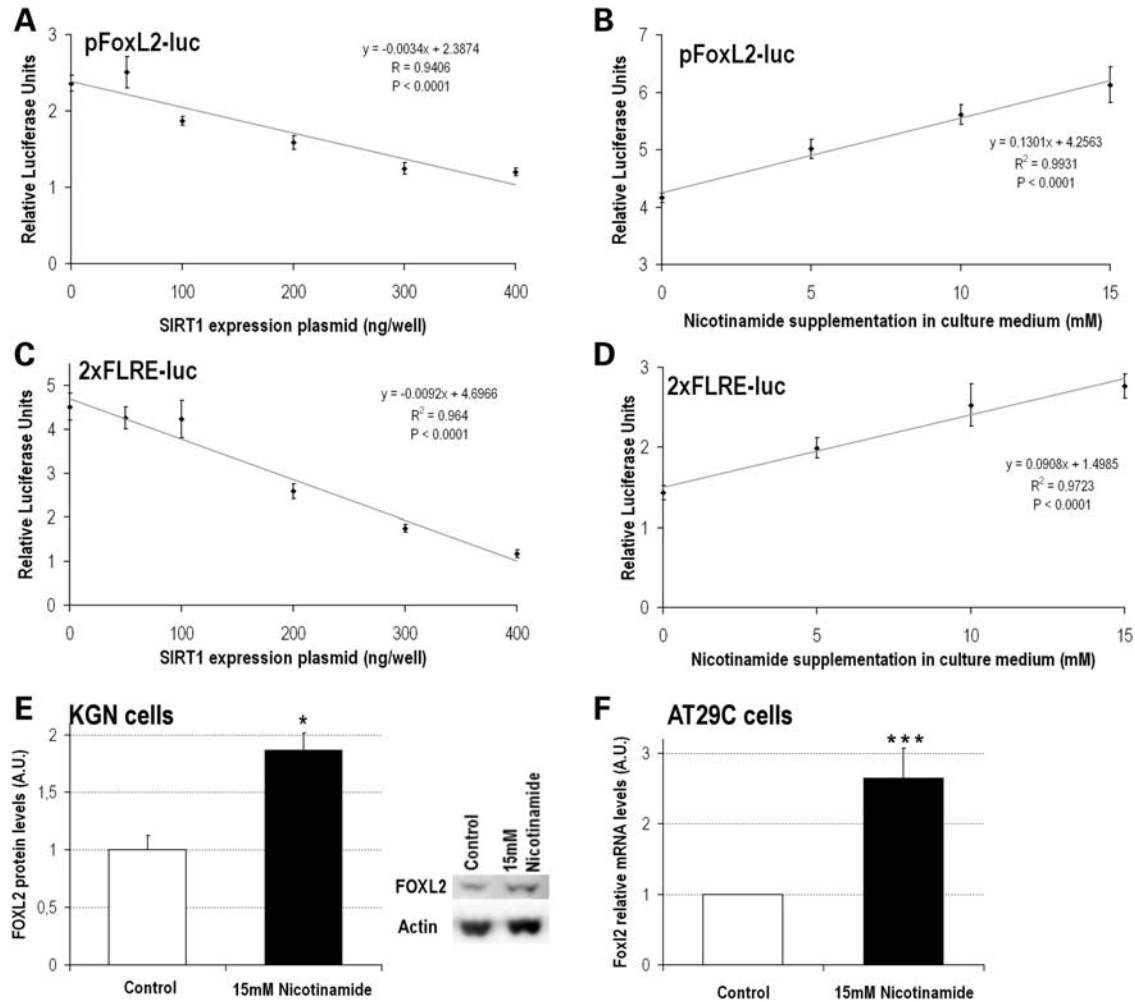 A
pFoxL2-luc
y = -0.0034x + 2.3874
R = 0.9406
P < 0.0001
Relative Luciferase Units
3
2
1
0
0 100 200 300 400
SIRT1 expression plasmid (ng/well)
B
pFoxL2-luc
y = 0.1301x + 4.2563
R² = 0.9931
P < 0.0001
Relative Luciferase Units
7
6
5
4
3
0 5 10 15
Nicotinamide supplementation in culture medium (mM)
C
2xFLRE-luc
y = -0.0092x + 4.6966
R² = 0.964
P < 0.0001
Relative Luciferase Units
5
4
3
2
1
0
0 100 200 300 400
SIRT1 expression plasmid (ng/well)
D
2xFLRE-luc
y = 0.0908x + 1.4985
R² = 0.9723
P < 0.0001
Relative Luciferase Units
3
2
1
0
0 5 10 15
Nicotinamide supplementation in culture medium (mM)
E
KGN cells
FOXL2 protein levels (A.U.)
2
1,5
1
0,5
0
*
Control 15mM Nicotinamide
Control
15mM
Nicotinamide
FOXL2
Actin
F
AT29C cells
Foxl2 relative mRNA levels (A.U.)
3
2
1
0
***
Control 15mM Nicotinamide